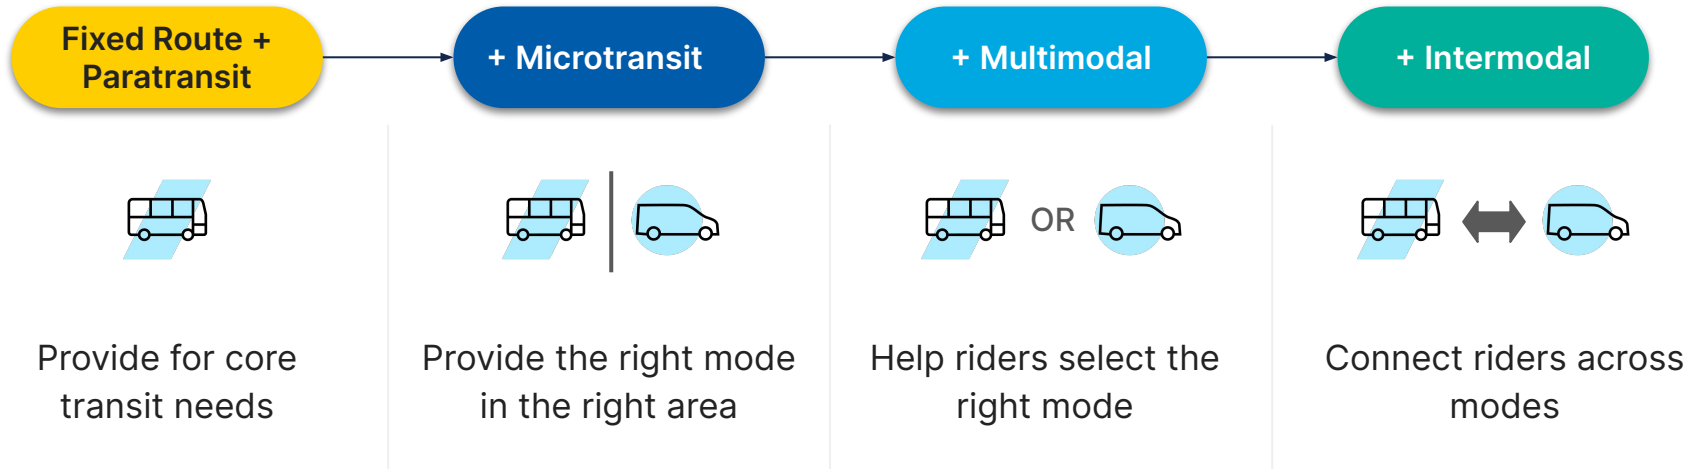 Fixed Route +
Paratransit
+ Microtransit
+ Multimodal
+ Intermodal
OR
Provide for core
transit needs
Provide the right mode
in the right area
Help riders select the
right mode
Connect riders across
modes